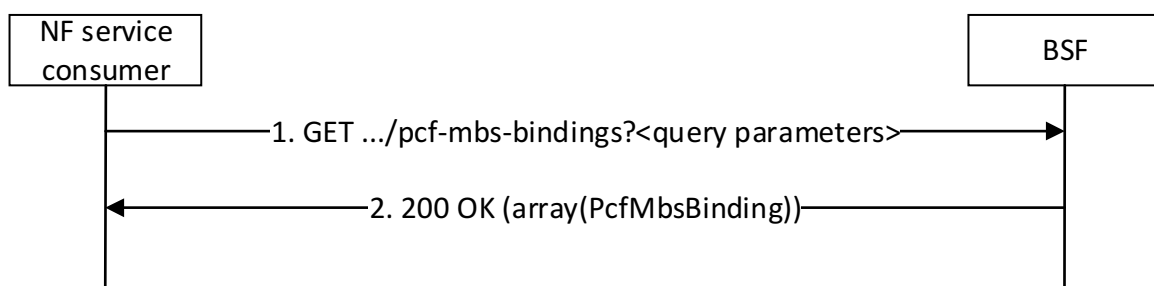 NF service
consumer
BSF
1. GET .../pcf-mbs-bindings?<query parameters>
2. 200 OK (array(PcfMbsBinding))